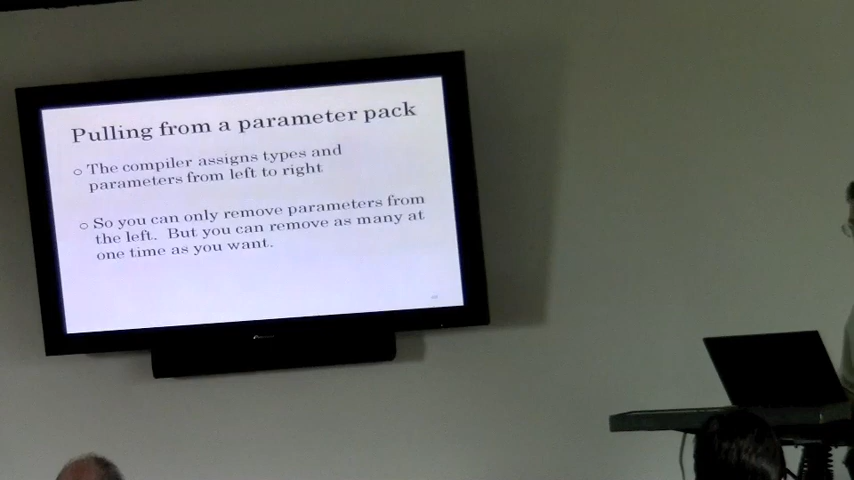 Pulling from a parameter pack
The compiler assigns types and
parameters from left to right
So you can only remove parameters from
the left. But you can remove as many at
one time as you want.